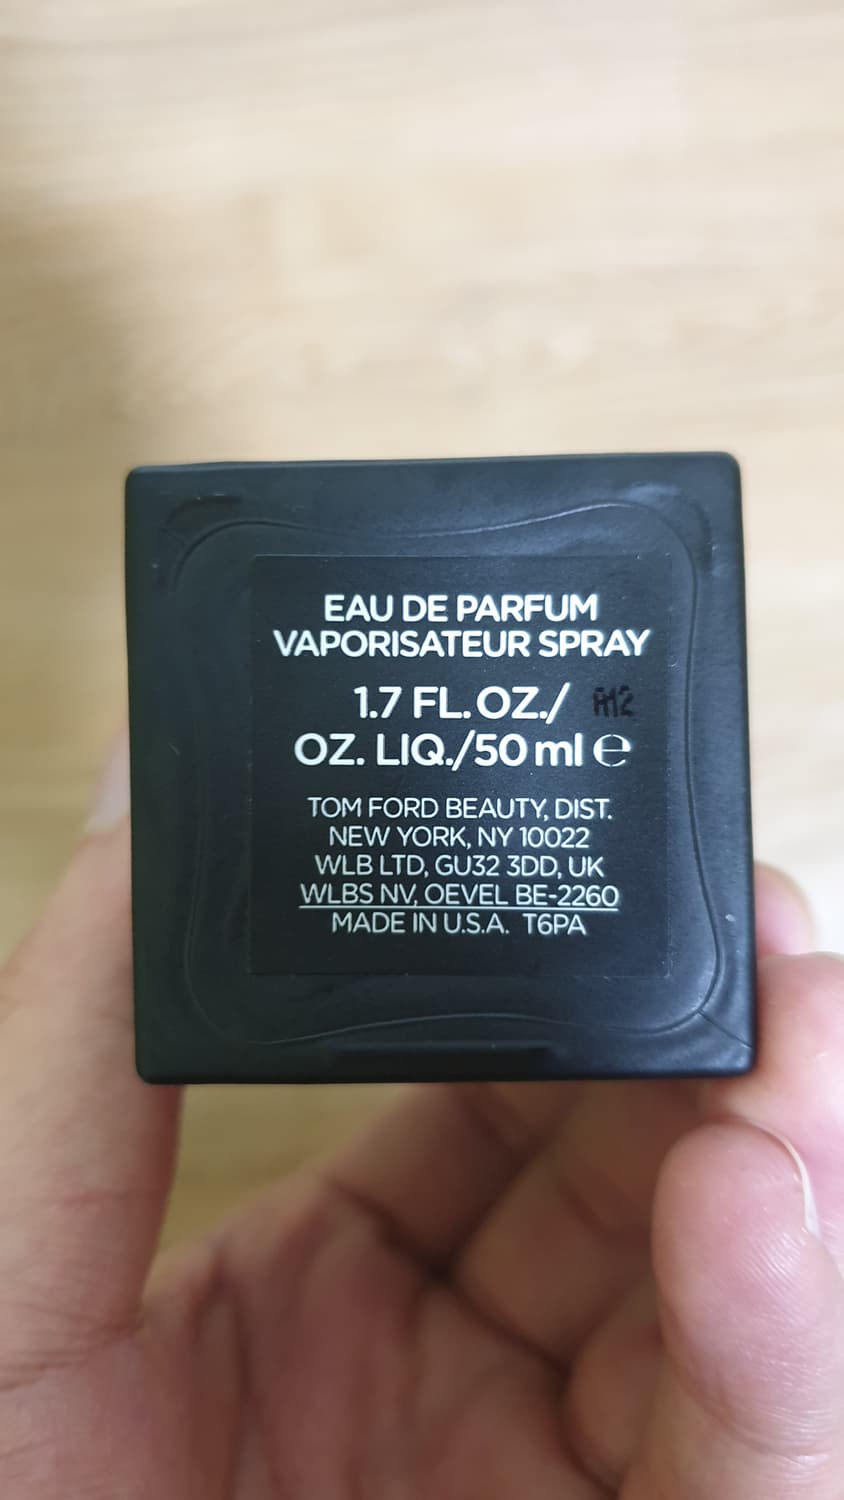 EAU DE PARFUM
VAPORISATEUR SPRAY
1.7 FL. OZ./ A12
OZ. LIQ./50 ml ℮
TOM FORD BEAUTY, DIST.
NEW YORK, NY 10022
WLB LTD, GU32 3DD, UK
WLBS NV, OEVEL BE-2260
MADE IN U.S.A. T6PA